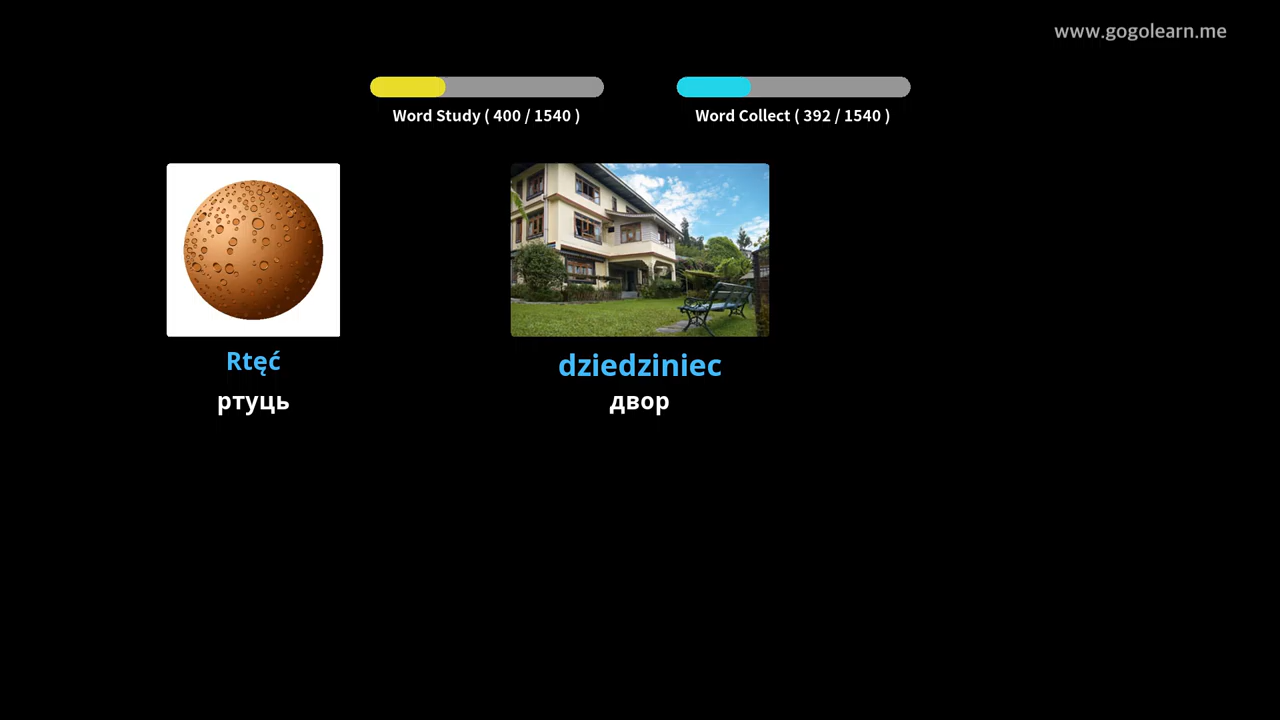 www.gogolearn.me
Word Study ( 400 / 1540 )
Word Collect ( 392 / 1540 )
Rtęć
ртуць
dziedziniec
двор